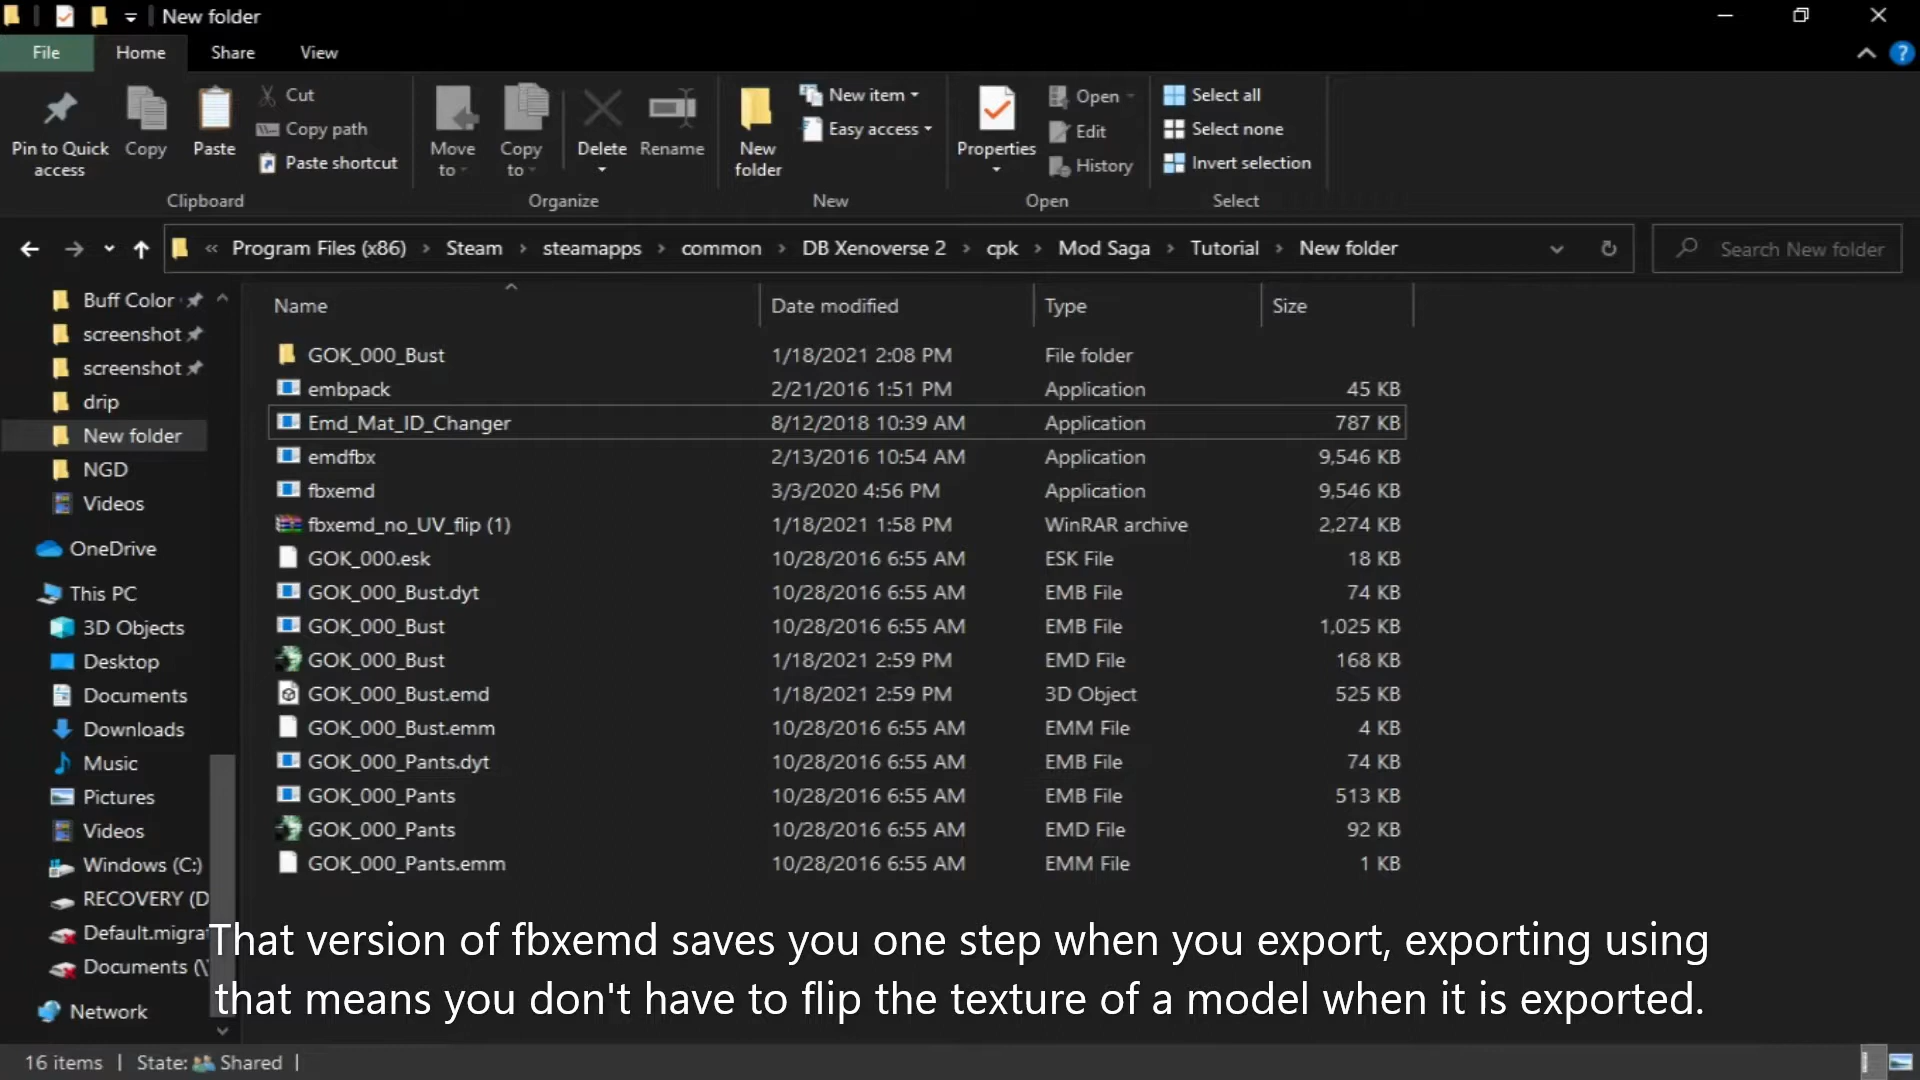 New folder
File Home Share View
Pin to Quick access
Copy
Paste
Cut
Copy path
Paste shortcut
Clipboard
Move to
Copy to
Delete
Rename
Organize
New folder
New item
Easy access
New
Properties
Open
Edit
History
Open
Select all
Select none
Invert selection
Select
« Program Files (x86) › Steam › steamapps › common › DB Xenoverse 2 › cpk › Mod Saga › Tutorial › New folder
Search New folder
Buff Color
screenshot
screenshot
drip
New folder
NGD
Videos
OneDrive
This PC
3D Objects
Desktop
Documents
Downloads
Music
Pictures
Videos
Windows (C:)
RECOVERY (D
Default.migrat
Documents (\
Network
Name Date modified Type Size
GOK_000_Bust 1/18/2021 2:08 PM File folder
embpack 2/21/2016 1:51 PM Application 45 KB
Emd_Mat_ID_Changer 8/12/2018 10:39 AM Application 787 KB
emdfbx 2/13/2016 10:54 AM Application 9,546 KB
fbxemd 3/3/2020 4:56 PM Application 9,546 KB
fbxemd_no_UV_flip (1) 1/18/2021 1:58 PM WinRAR archive 2,274 KB
GOK_000.esk 10/28/2016 6:55 AM ESK File 18 KB
GOK_000_Bust.dyt 10/28/2016 6:55 AM EMB File 74 KB
GOK_000_Bust 10/28/2016 6:55 AM EMB File 1,025 KB
GOK_000_Bust 1/18/2021 2:59 PM EMD File 168 KB
GOK_000_Bust.emd 1/18/2021 2:59 PM 3D Object 525 KB
GOK_000_Bust.emm 10/28/2016 6:55 AM EMM File 4 KB
GOK_000_Pants.dyt 10/28/2016 6:55 AM EMB File 74 KB
GOK_000_Pants 10/28/2016 6:55 AM EMB File 513 KB
GOK_000_Pants 10/28/2016 6:55 AM EMD File 92 KB
GOK_000_Pants.emm 10/28/2016 6:55 AM EMM File 1 KB
That version of fbxemd saves you one step when you export, exporting using
that means you don't have to flip the texture of a model when it is exported.
16 items | State: Shared |